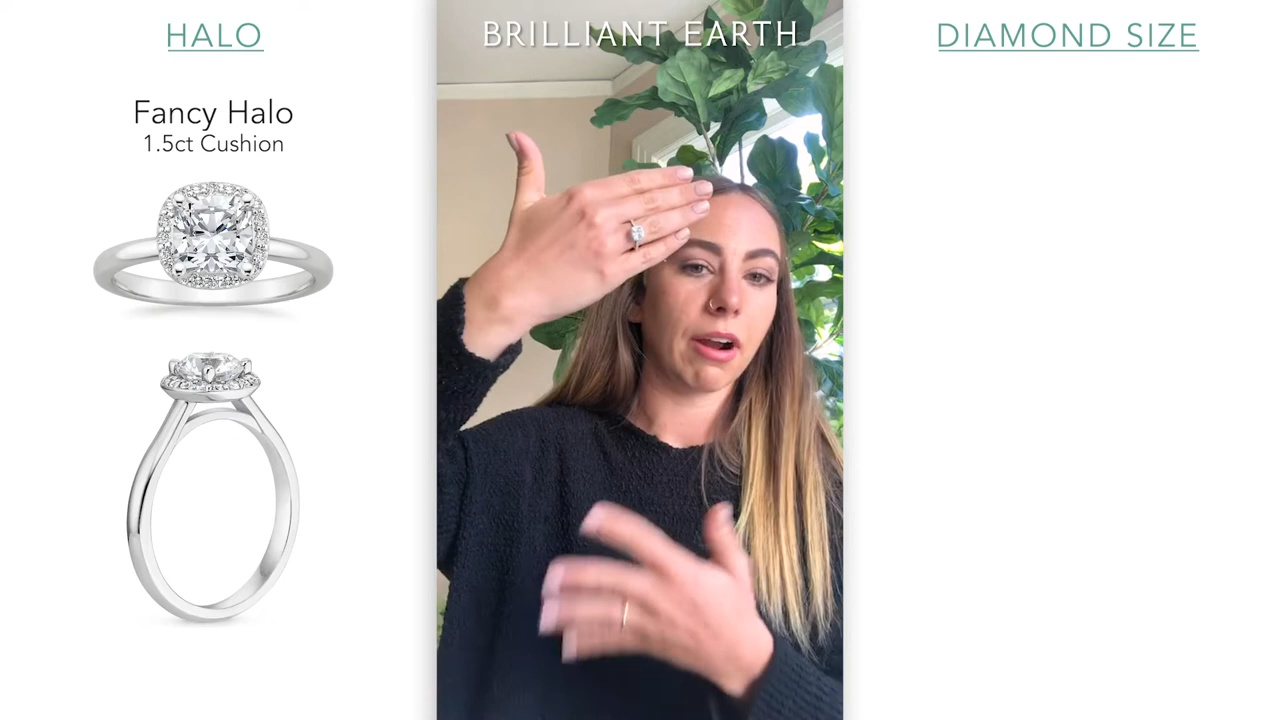 HALO
Fancy Halo
1.5ct Cushion
BRILLIANT EARTH
DIAMOND SIZE